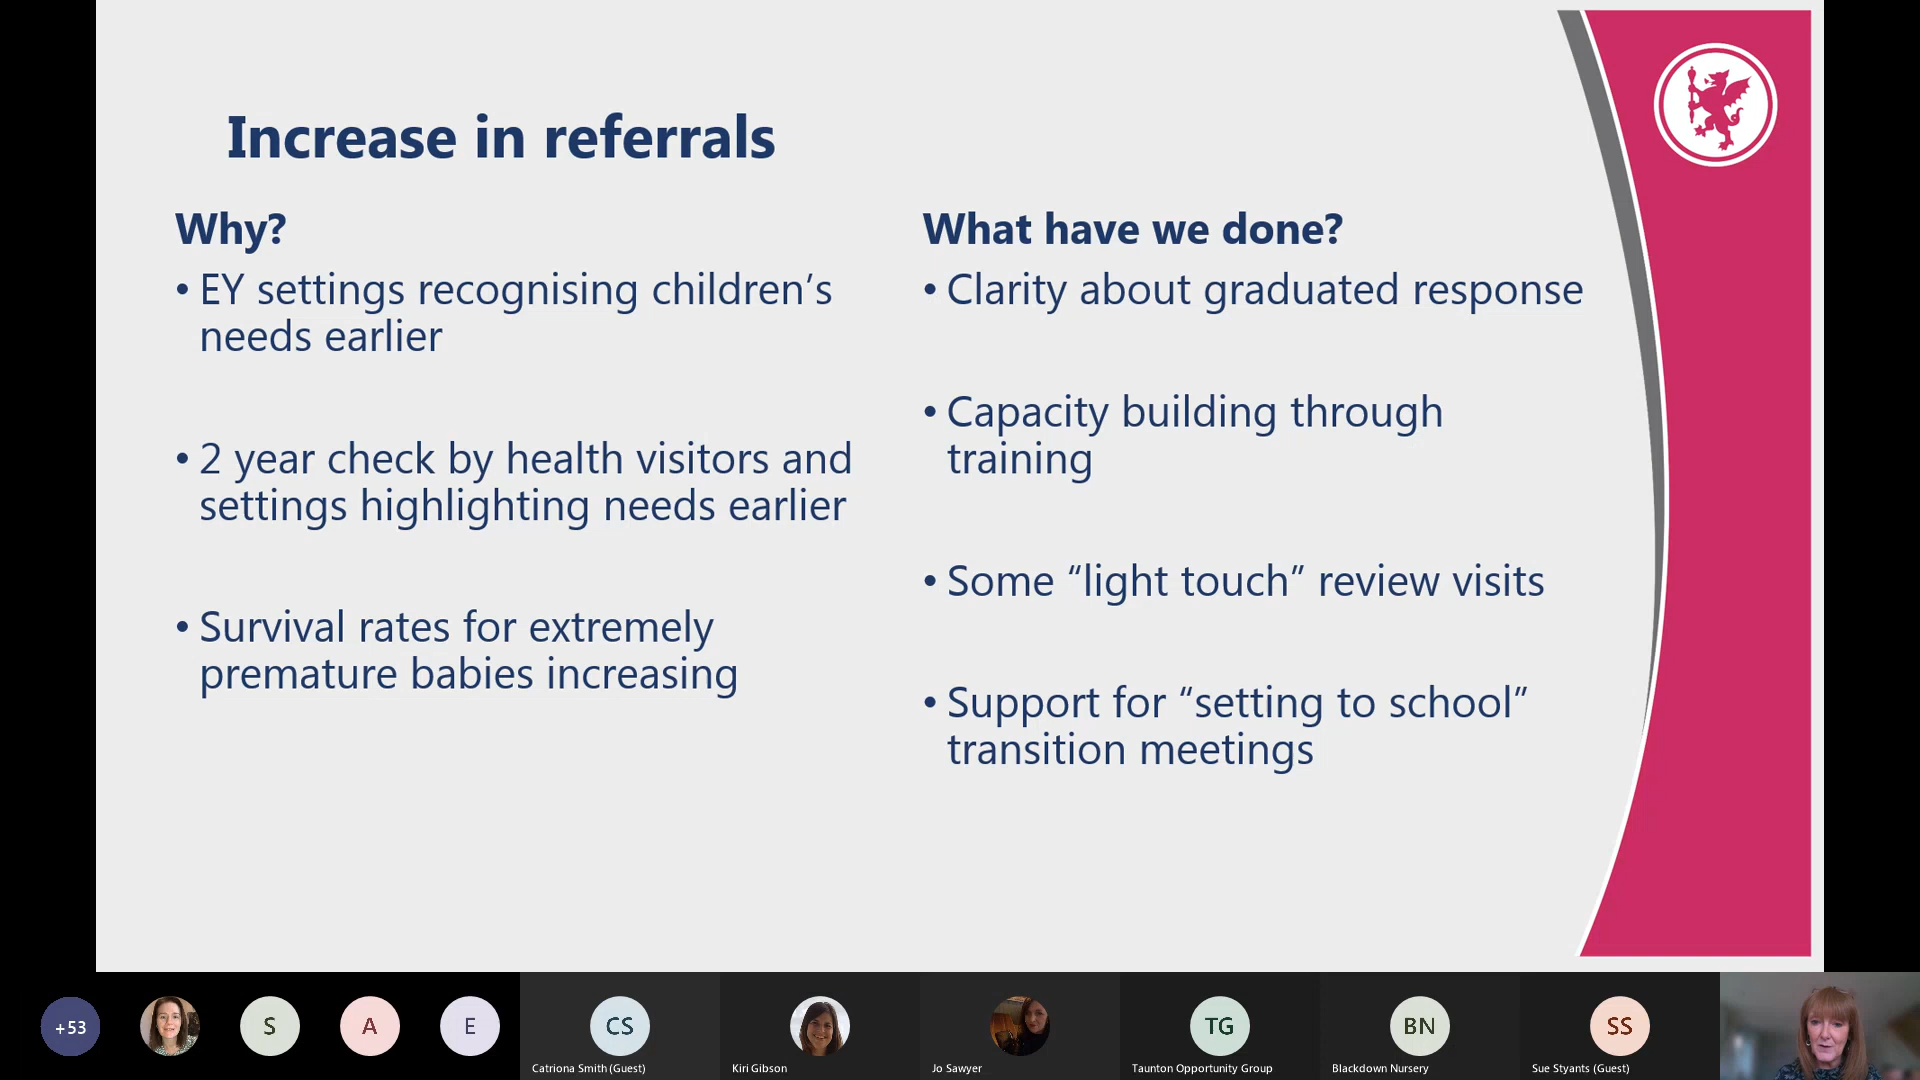 Increase in referrals
Why?
• EY settings recognising children’s
needs earlier
• 2 year check by health visitors and
settings highlighting needs earlier
• Survival rates for extremely
premature babies increasing
What have we done?
• Clarity about graduated response
• Capacity building through
training
• Some “light touch” review visits
• Support for “setting to school”
transition meetings
+53
S
A
E
CS
Catriona Smith (Guest)
Kiri Gibson
Jo Sawyer
TG
Taunton Opportunity Group
BN
Blackdown Nursery
SS
Sue Styants (Guest)